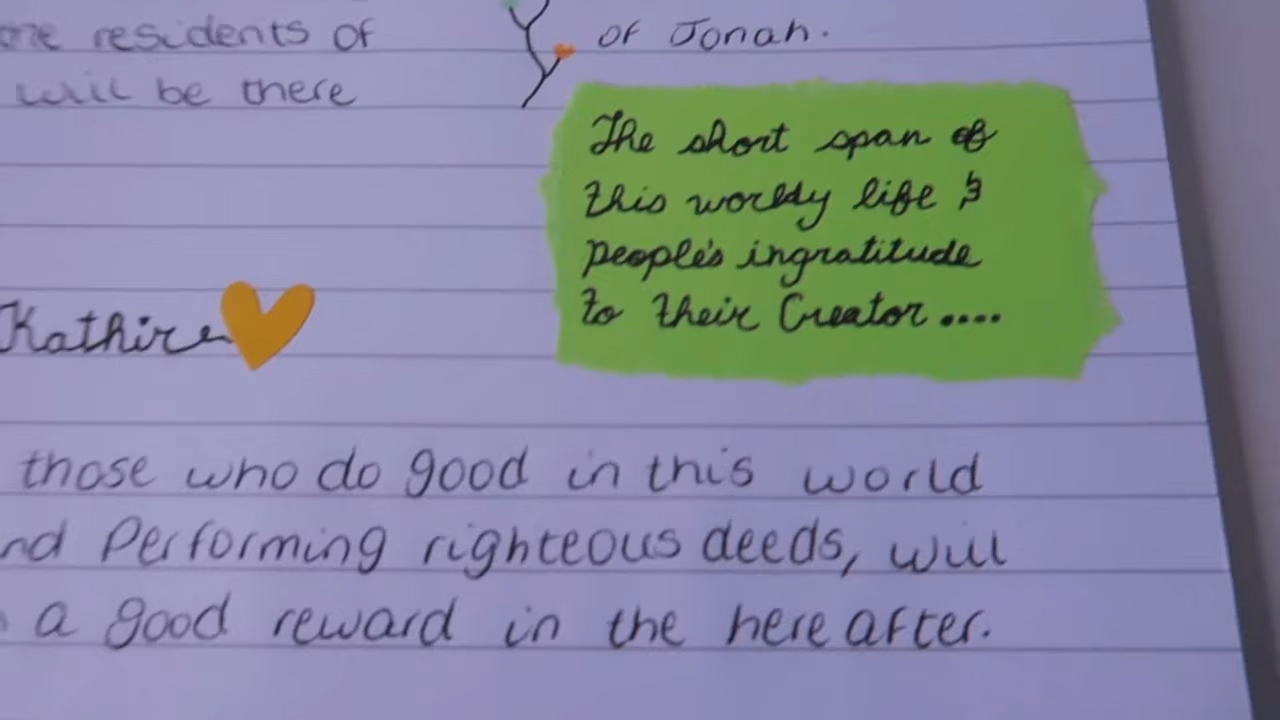 residents of
will be there
of Jonah.
The short span of
this worldy life &
people's ingratitude
to their Creator....
Kathire
those who do good in this world
Performing righteous deeds, will
a good reward in the here after.